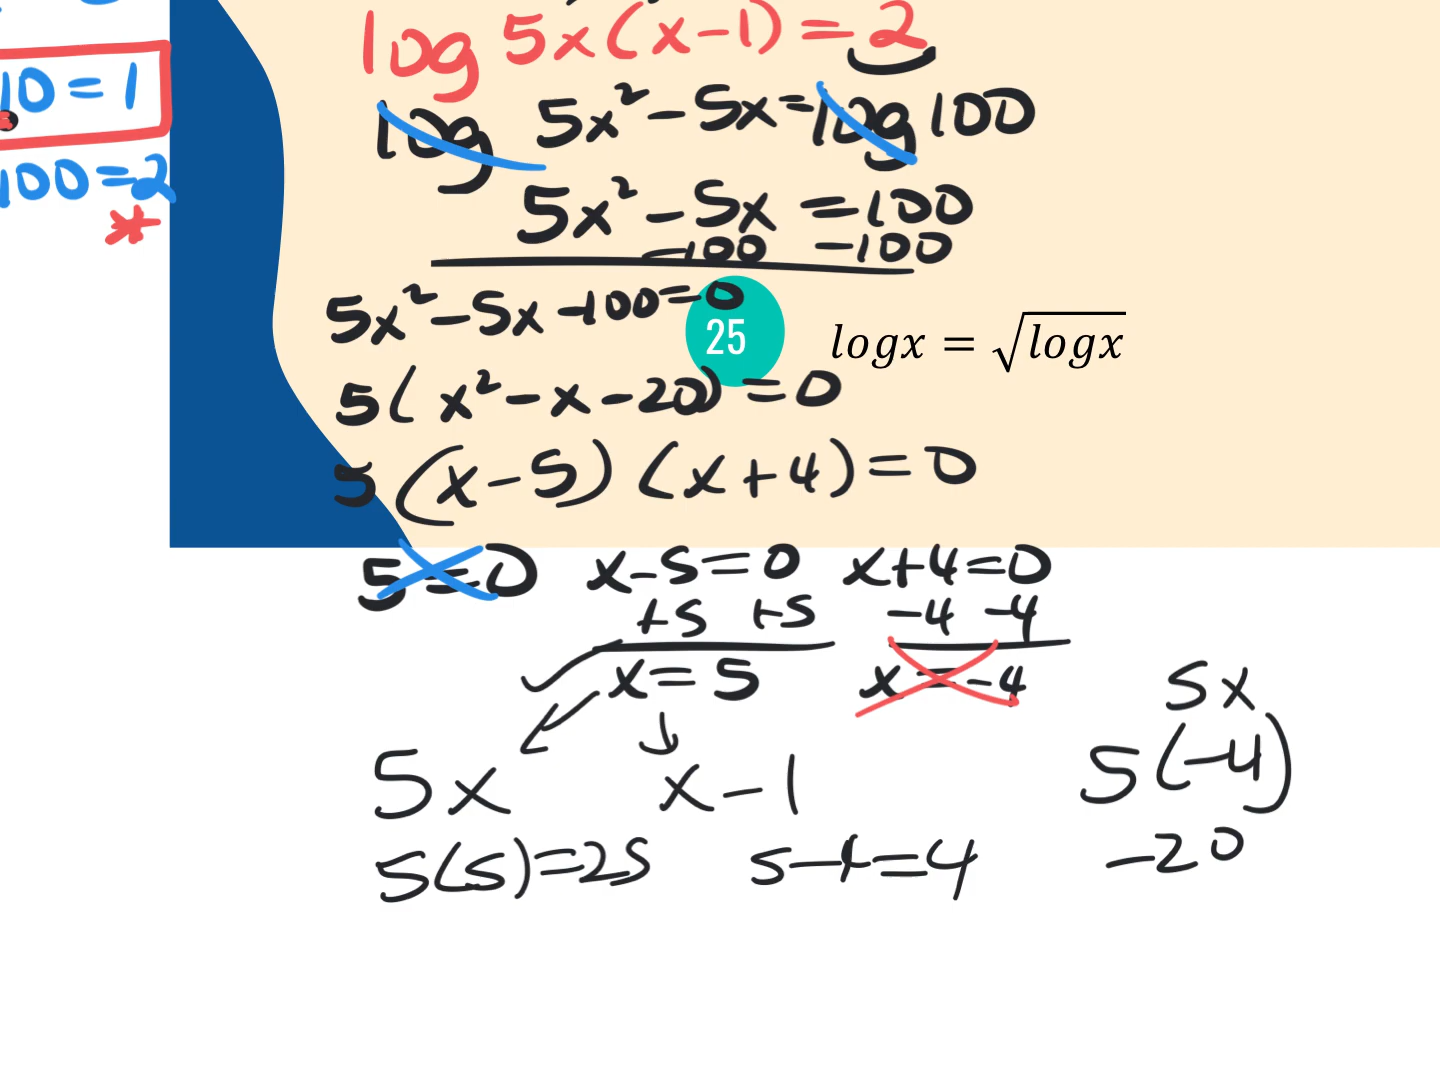 10 = 1
100 = 2
*
log 5x(x-1) = 2
log 5x² - 5x = log 100
5x² - 5x = 100
-100 -100
5x² - 5x - 100 = 0
25 logx = √logx
5(x² - x - 20) = 0
5(x - 5)(x + 4) = 0
5 = 0 x - 5 = 0 x + 4 = 0
+5 +5 -4 -4
x = 5 x = -4
5x
5x x - 1 5(-4)
5(5) = 25 5 - 1 = 4 -20